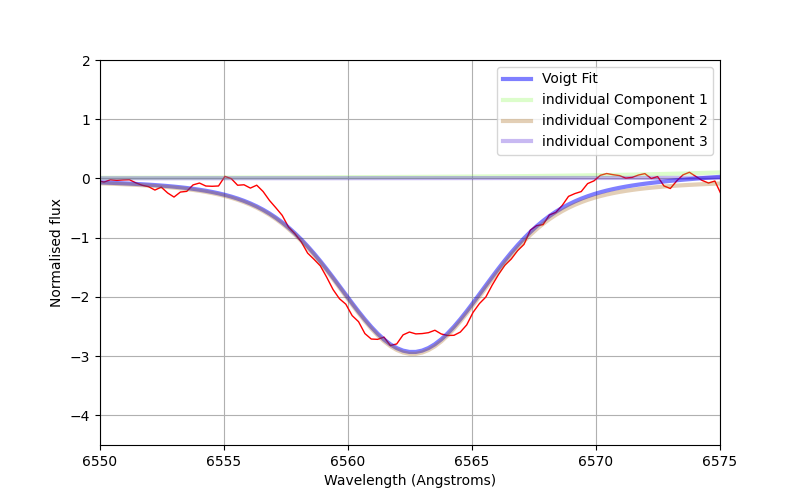 2
1
0
−1
−2
−3
−4
Normalised flux
Voigt Fit
individual Component 1
individual Component 2
individual Component 3
6550 6555 6560 6565 6570 6575
Wavelength (Angstroms)